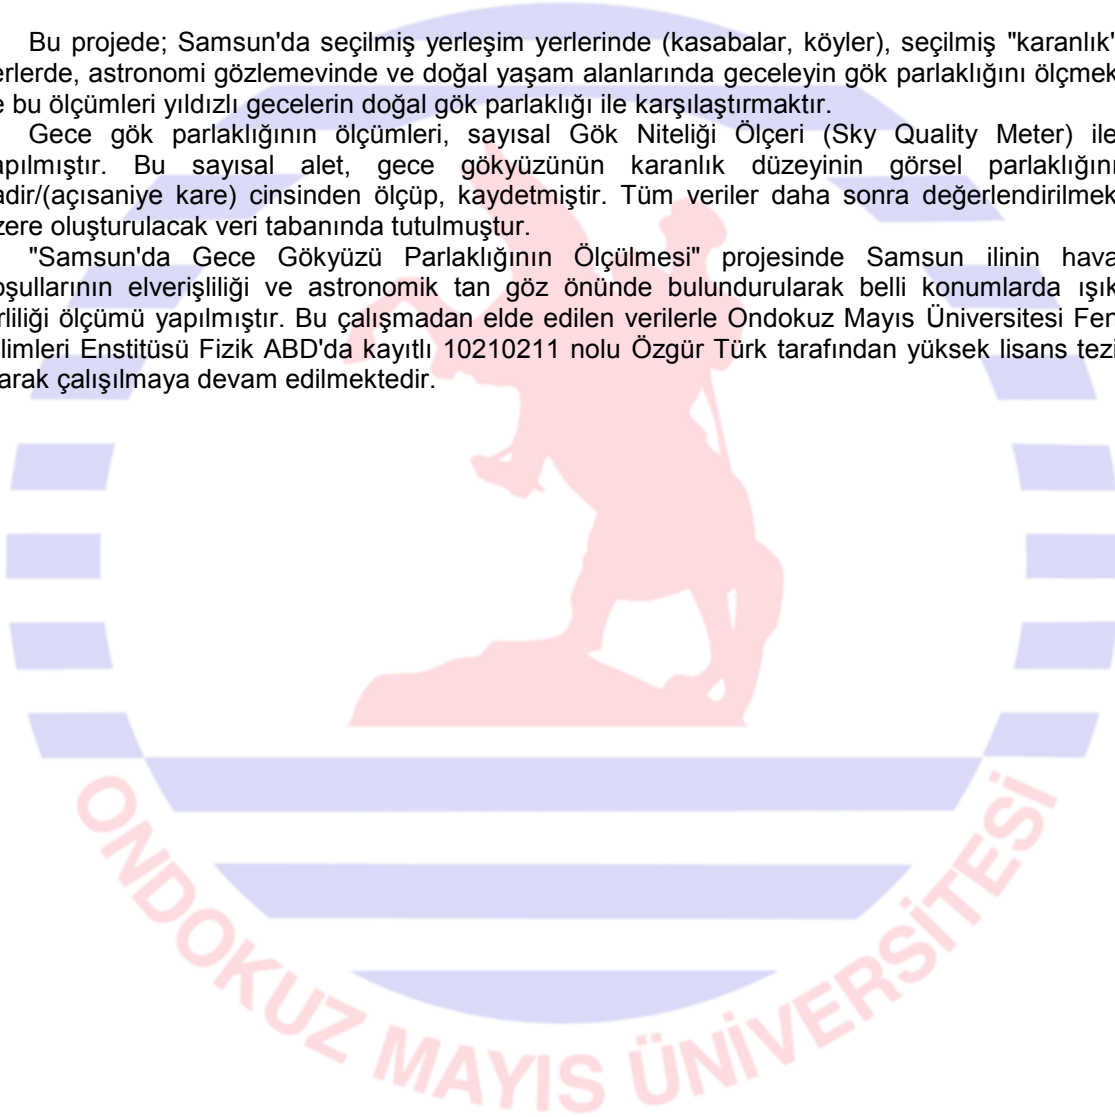 Bu projede; Samsun'da seçilmiş yerleşim yerlerinde (kasabalar, köyler), seçilmiş "karanlık"
erlerde, astronomi gözlemevinde ve doğal yaşam alanlarında geceleyin gök parlaklığını ölçmek
e bu ölçümleri yıldızlı gecelerin doğal gök parlaklığı ile karşılaştırmaktır.
Gece gök parlaklığının ölçümleri, sayısal Gök Niteliği Ölçeri (Sky Quality Meter) ile
apılmıştır. Bu sayısal alet, gece gökyüzünün karanlık düzeyinin görsel parlaklığını
adir/(açısaniye kare) cinsinden ölçüp, kaydetmiştir. Tüm veriler daha sonra değerlendirilmek
zere oluşturulacak veri tabanında tutulmuştur.
"Samsun'da Gece Gökyüzü Parlaklığının Ölçülmesi" projesinde Samsun ilinin hava
oşullarının elverişliliği ve astronomik tan göz önünde bulundurularak belli konumlarda ışık
rliliği ölçümü yapılmıştır. Bu çalışmadan elde edilen verilerle Ondokuz Mayıs Üniversitesi Fen
ilimleri Enstitüsü Fizik ABD'da kayıtlı 10210211 nolu Özgür Türk tarafından yüksek lisans tezi
arak çalışılmaya devam edilmektedir.
ONDOKUZ MAYIS ÜNİVERSİTESİ